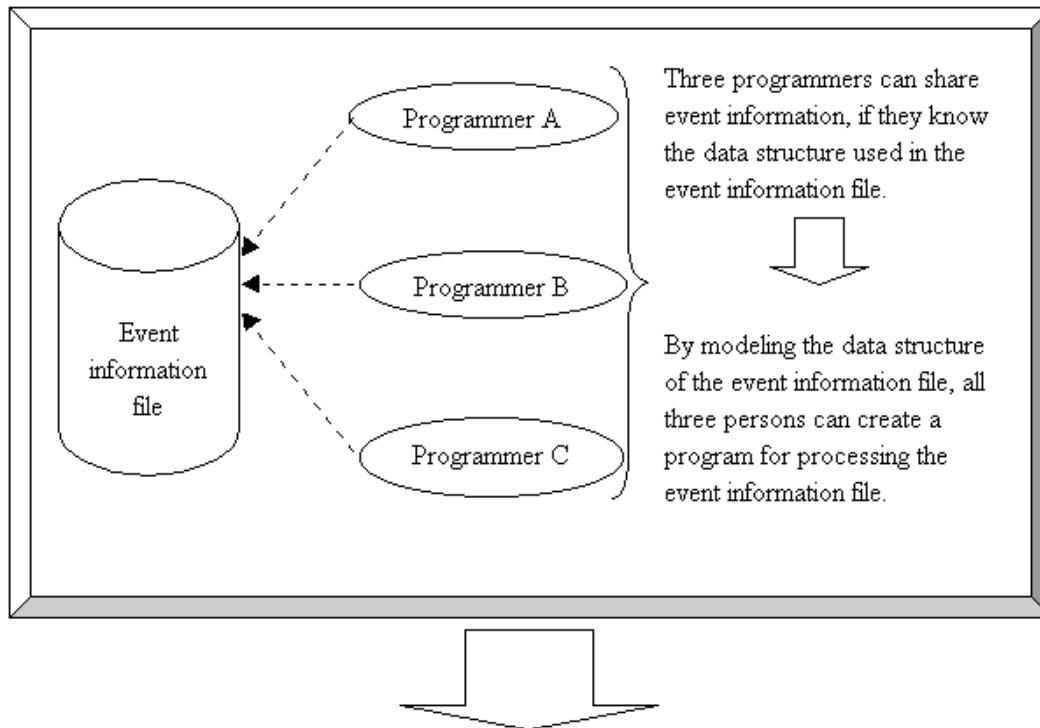 Programmer A
Programmer B
Programmer C
Event
information
file
Three programmers can share
event information, if they know
the data structure used in the
event information file.
By modeling the data structure
of the event information file, all
three persons can create a
program for processing the
event information file.